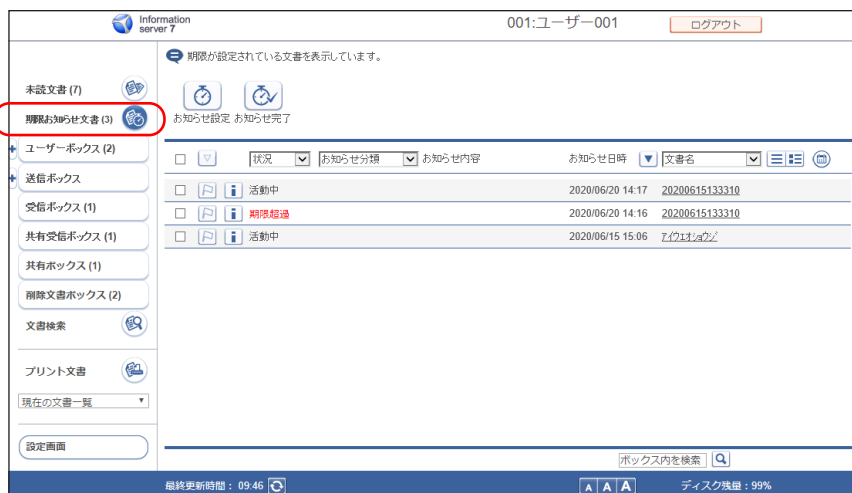 Information
server 7
001:ユーザー001
ログアウト
期限が設定されている文書を表示しています。
未読文書 (7)
お知らせ設定 お知らせ完了
期限お知らせ文書 (3)
ユーザーボックス (2)
状況 お知らせ分類 お知らせ内容 お知らせ日時 文書名
送信ボックス
活動中 2020/06/20 14:17 20200615133310
受信ボックス (1)
期限超過 2020/06/20 14:16 20200615133310
共有受信ボックス (1)
活動中 2020/06/15 15:06 アイウエオショウジ
共有ボックス (1)
削除文書ボックス (2)
文書検索
プリント文書
現在の文書一覧
設定画面
ボックス内を検索
最終更新時間： 09:46
A A A
ディスク残量：99%